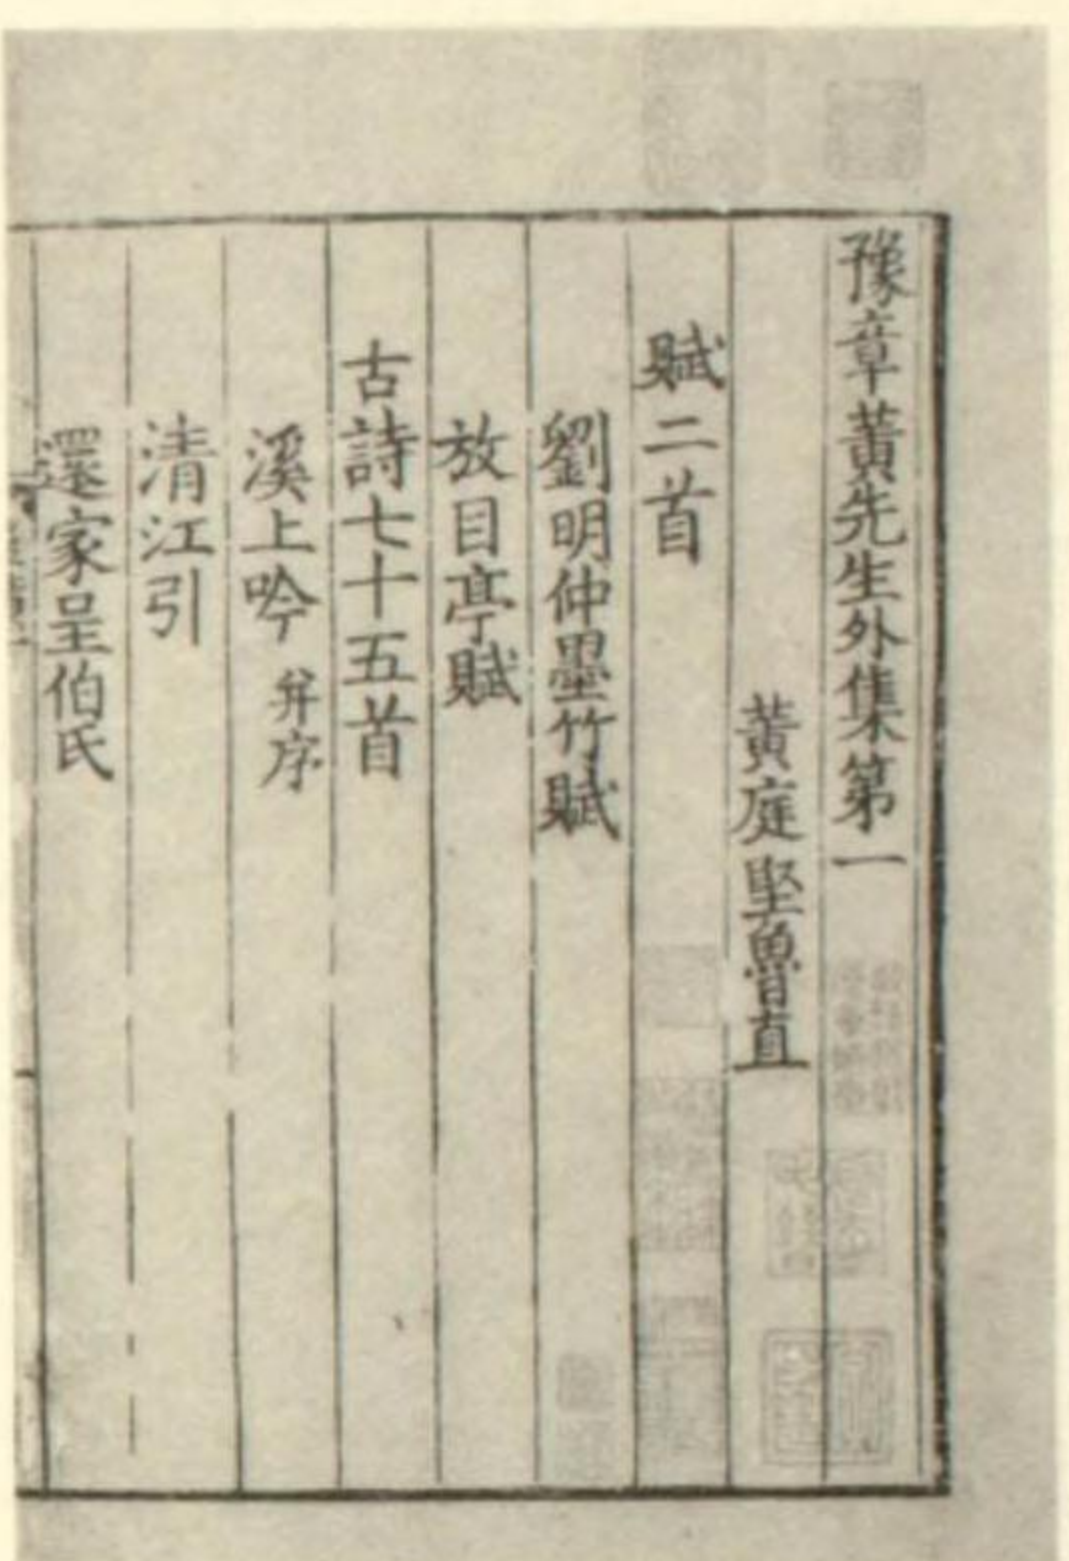 豫章黃先生外集第一
黃庭堅魯直
賦二首
劉明仲墨竹賦
放目亭賦
古詩七十五首
溪上吟 并序
清江引
還家呈伯氏